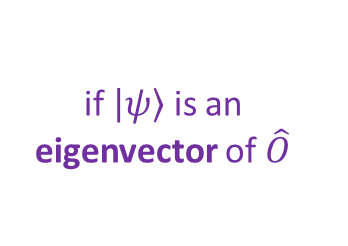 if |ψ⟩ is an
eigenvector of Ô